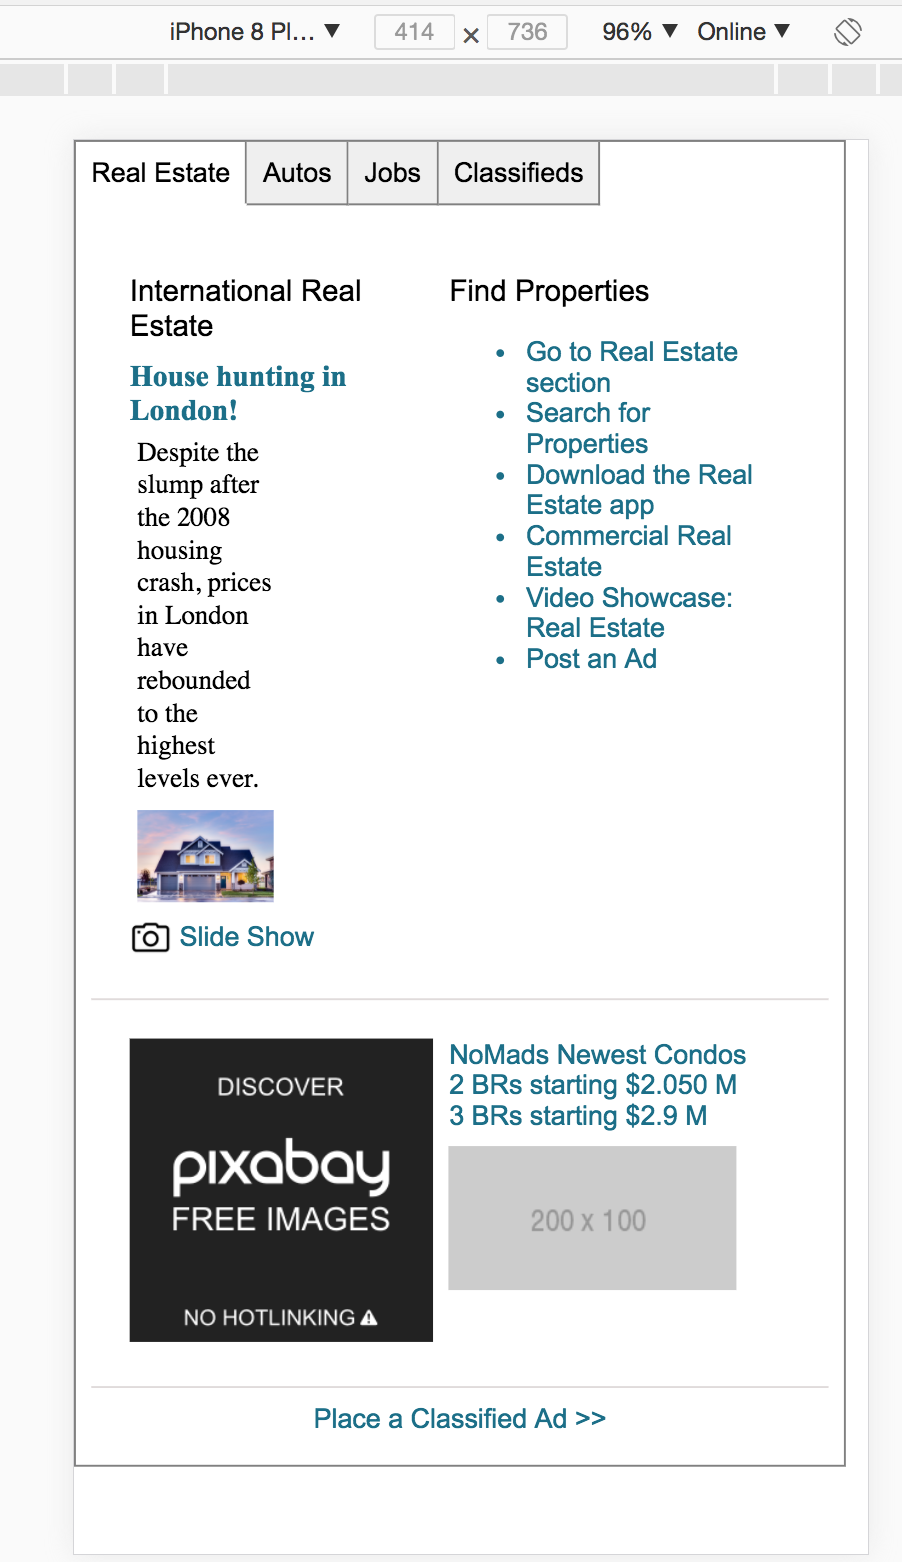 iPhone 8 Pl... ▼ 414 × 736 96% ▼ Online ▼
Real Estate Autos Jobs Classifieds
International Real
Estate
House hunting in
London!
Despite the
slump after
the 2008
housing
crash, prices
in London
have
rebounded
to the
highest
levels ever.
Slide Show
Find Properties
• Go to Real Estate
section
• Search for
Properties
• Download the Real
Estate app
• Commercial Real
Estate
• Video Showcase:
Real Estate
• Post an Ad
DISCOVER
pixabay
FREE IMAGES
NO HOTLINKING
NoMads Newest Condos
2 BRs starting $2.050 M
3 BRs starting $2.9 M
200 x 100
Place a Classified Ad >>